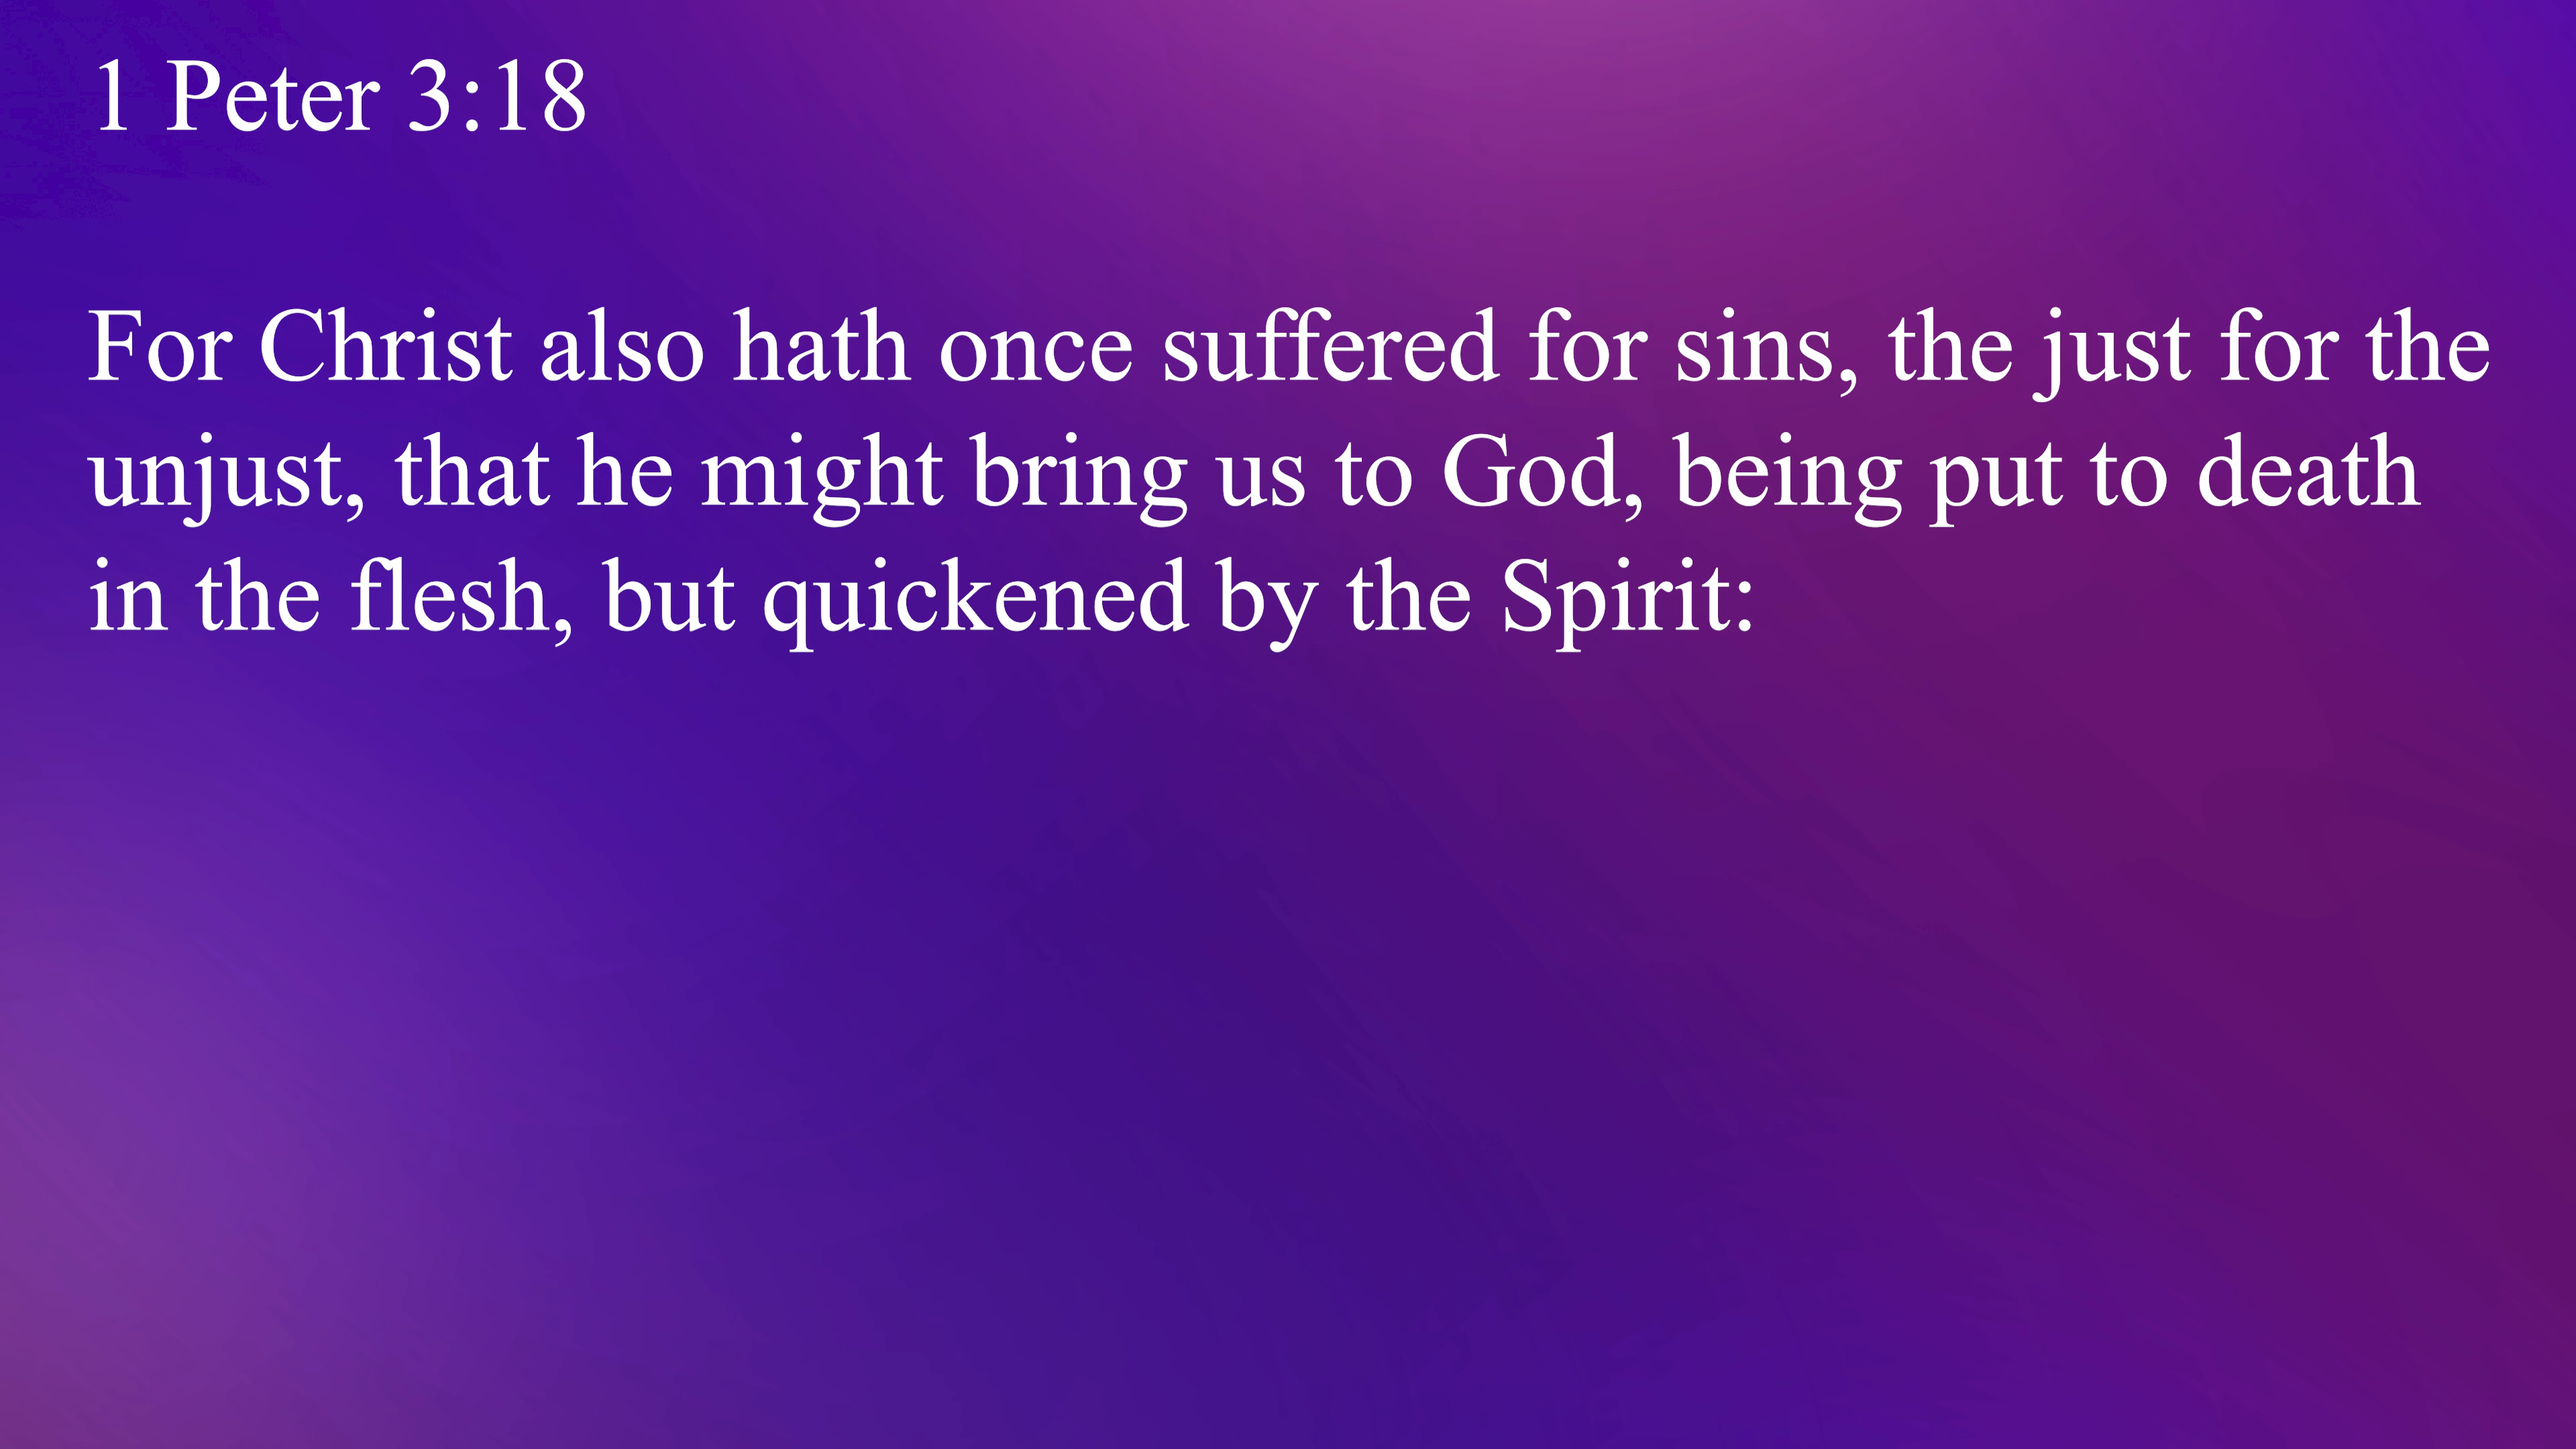 1 Peter 3:18
For Christ also hath once suffered for sins, the just for the
unjust, that he might bring us to God, being put to death
in the flesh, but quickened by the Spirit: